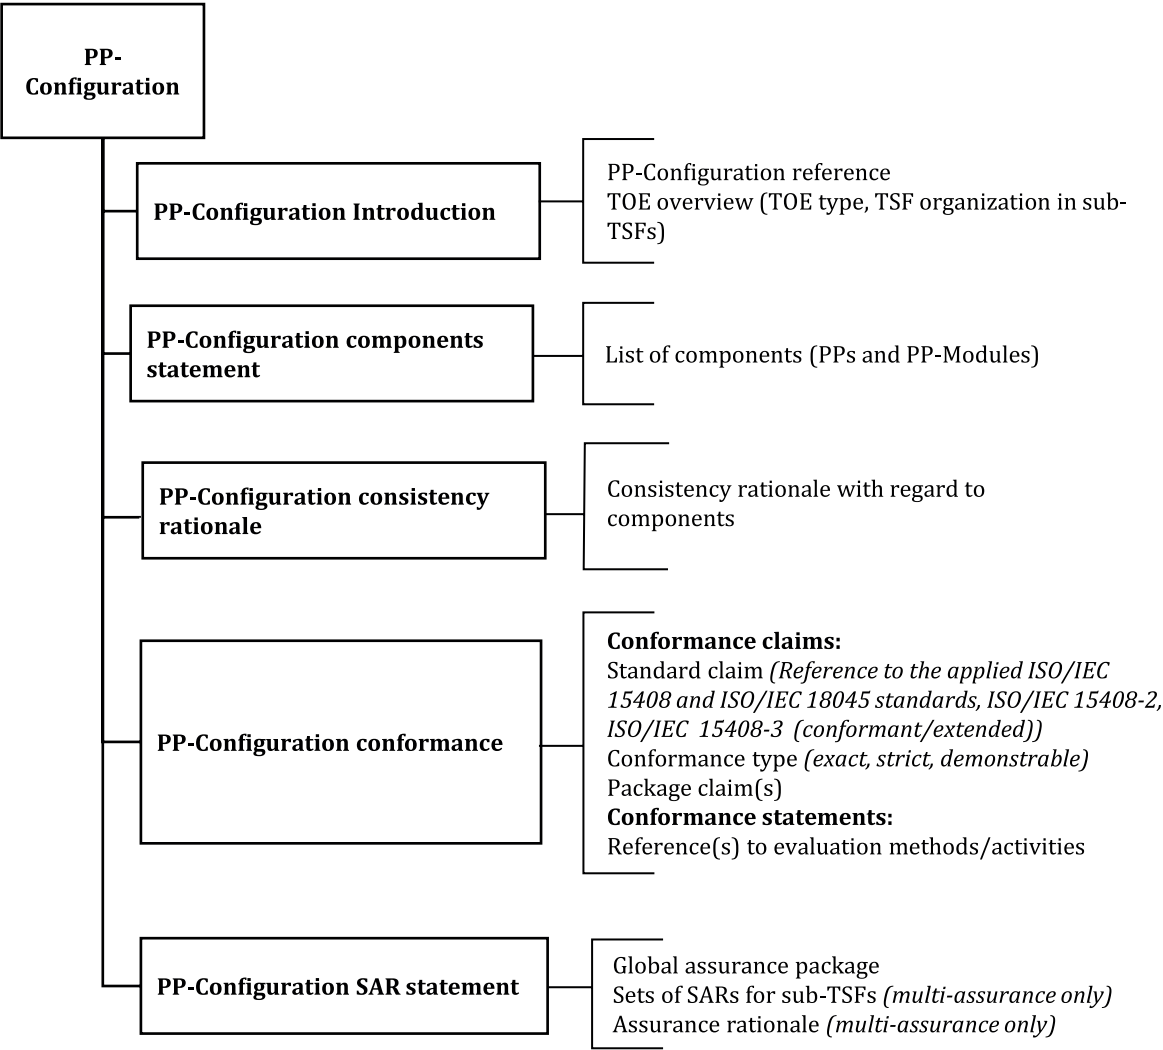 PP-
Configuration
PP-Configuration Introduction
PP-Configuration reference
TOE overview (TOE type, TSF organization in sub-
TSFs)
PP-Configuration components
statement
List of components (PPs and PP-Modules)
PP-Configuration consistency
rationale
Consistency rationale with regard to
components
PP-Configuration conformance
Conformance claims:
Standard claim (Reference to the applied ISO/IEC
15408 and ISO/IEC 18045 standards, ISO/IEC 15408-2,
ISO/IEC 15408-3 (conformant/extended))
Conformance type (exact, strict, demonstrable)
Package claim(s)
Conformance statements:
Reference(s) to evaluation methods/activities
PP-Configuration SAR statement
Global assurance package
Sets of SARs for sub-TSFs (multi-assurance only)
Assurance rationale (multi-assurance only)